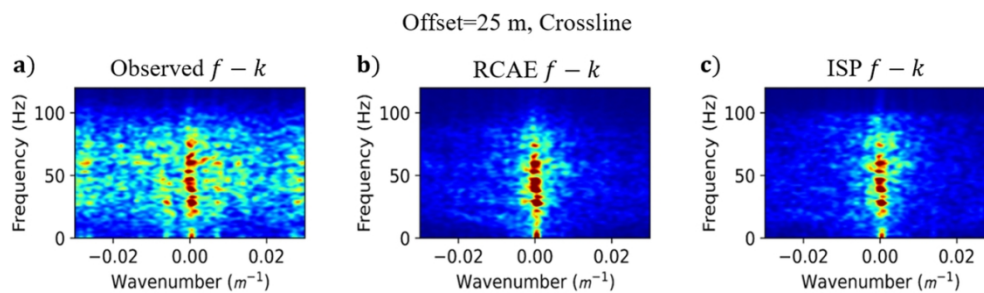 Offset=25 m, Crossline
a) Observed f − k
b) RCAE f − k
c) ISP f − k
Frequency (Hz)
100
50
0
−0.02 0.00 0.02
Wavenumber (m⁻¹)
Frequency (Hz)
100
50
0
−0.02 0.00 0.02
Wavenumber (m⁻¹)
Frequency (Hz)
100
50
0
−0.02 0.00 0.02
Wavenumber (m⁻¹)